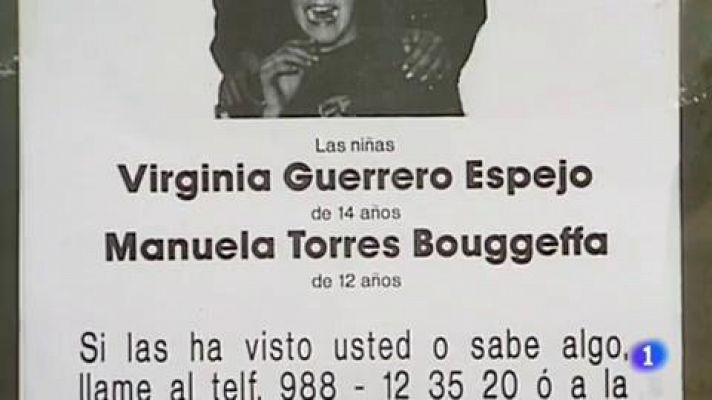 Las niñas
Virginia Guerrero Espejo
de 14 años
Manuela Torres Bouggeffa
de 12 años
Si las ha visto usted o sabe algo,
llame al telf. 988 - 12 35 20 ó a la
1